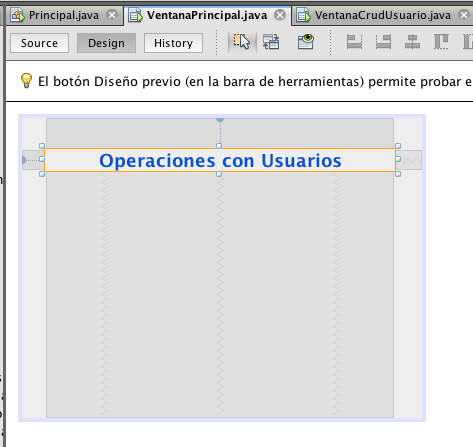 Principal.java VentanaPrincipal.java VentanaCrudUsuario.java
Source Design History
El botón Diseño previo (en la barra de herramientas) permite probar e
Operaciones con Usuarios